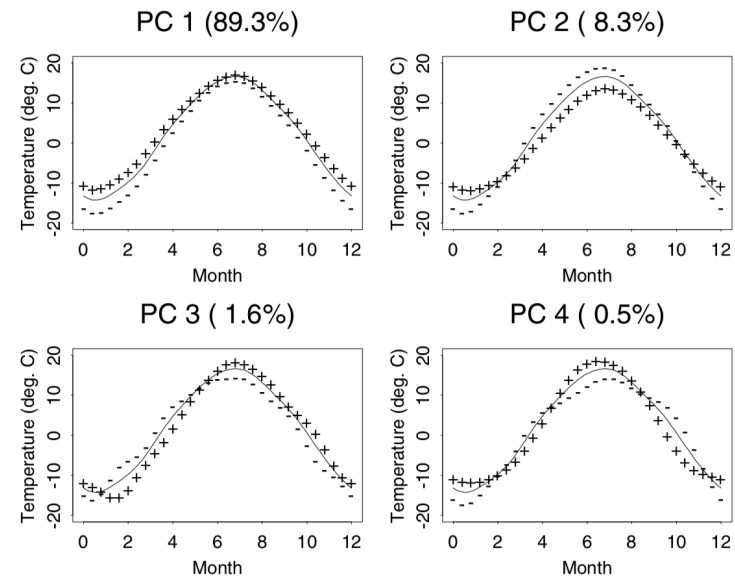 PC 1 (89.3%)
Temperature (deg. C)
20
10
0
-10
-20
0 2 4 6 8 10 12
Month
PC 2 ( 8.3%)
Temperature (deg. C)
20
10
0
-10
-20
0 2 4 6 8 10 12
Month
PC 3 ( 1.6%)
Temperature (deg. C)
20
10
0
-10
-20
0 2 4 6 8 10 12
Month
PC 4 ( 0.5%)
Temperature (deg. C)
20
10
0
-10
-20
0 2 4 6 8 10 12
Month